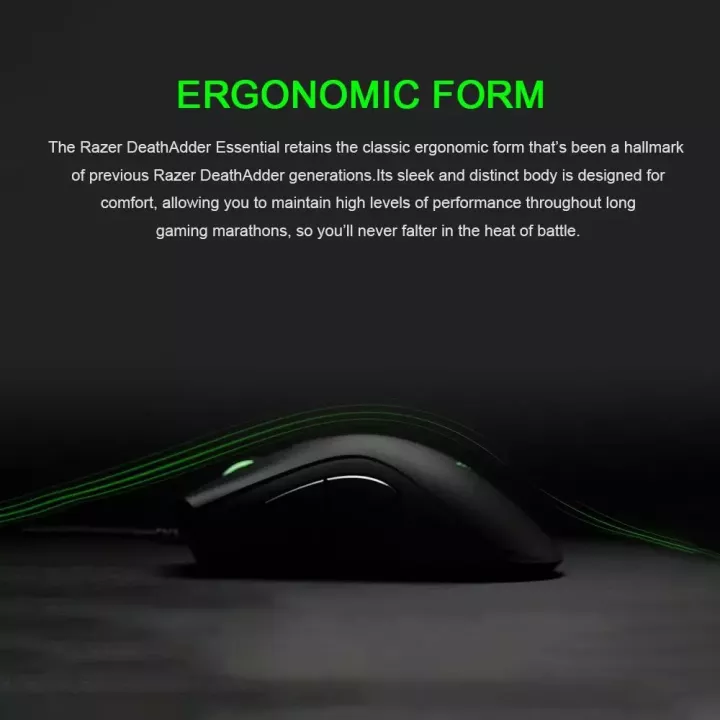 ERGONOMIC FORM
The Razer DeathAdder Essential retains the classic ergonomic form that's been a hallmark
of previous Razer DeathAdder generations.Its sleek and distinct body is designed for
comfort, allowing you to maintain high levels of performance throughout long
gaming marathons, so you'll never falter in the heat of battle.